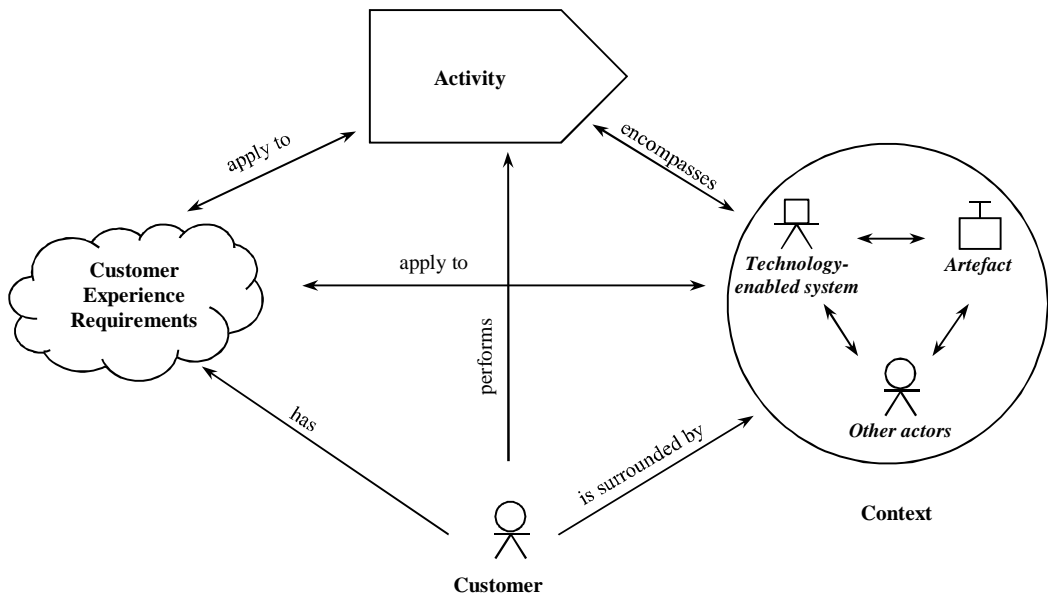 Activity
apply to
encompasses
Customer
Experience
Requirements
apply to
Technology-
enabled system
Artefact
performs
has
is surrounded by
Other actors
Context
Customer